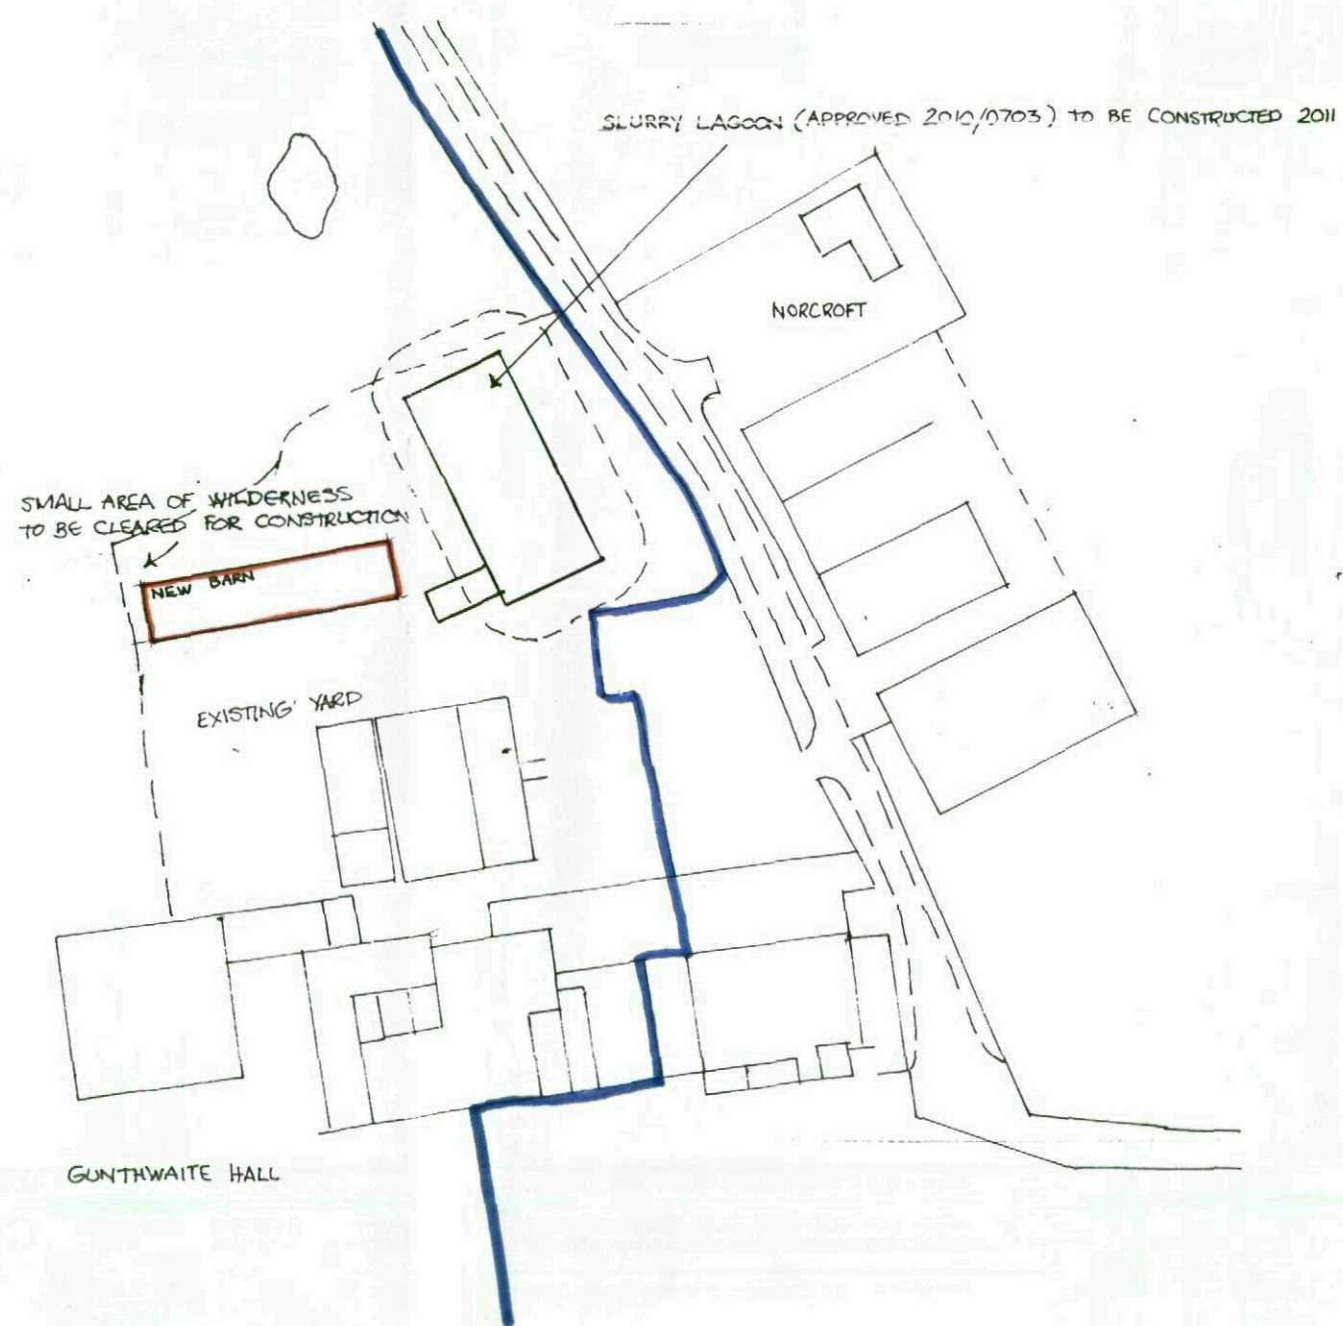 SLURRY LAGOON (APPROVED 2010/0703) TO BE CONSTRUCTED 2011
NORCROFT
SMALL AREA OF WILDERNESS
TO BE CLEARED FOR CONSTRUCTION
NEW BARN
EXISTING YARD
GUNTHWAITE HALL